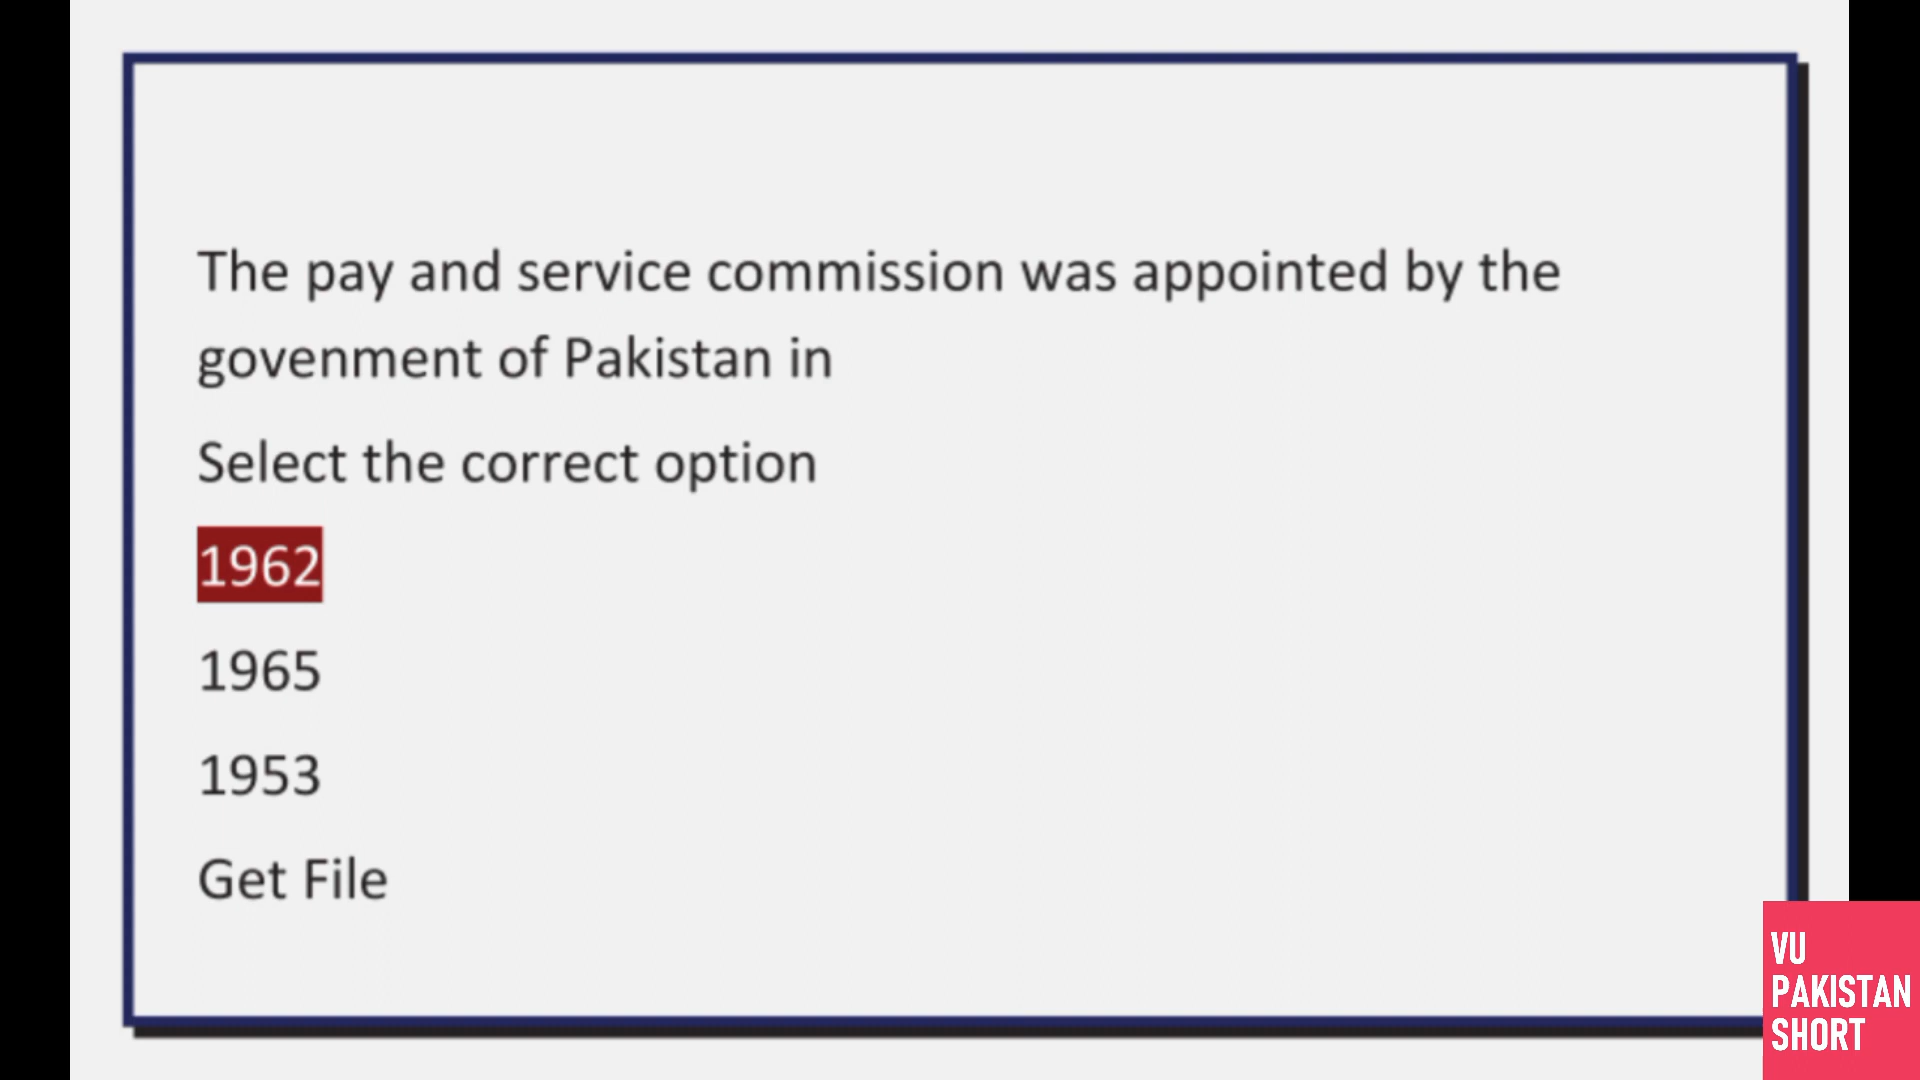 The pay and service commission was appointed by the
govenment of Pakistan in
Select the correct option
1962
1965
1953
Get File
VU
PAKISTAN
SHORT